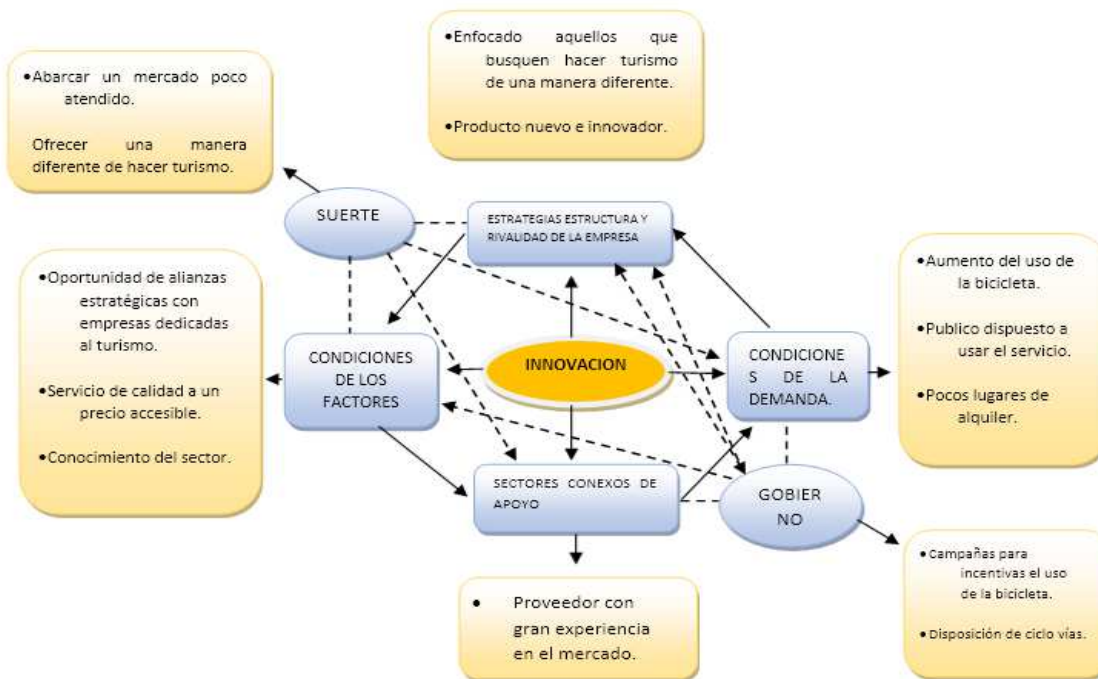 •Enfocado aquellos que
busquen hacer turismo
de una manera diferente.
•Producto nuevo e innovador.
•Abarcar un mercado poco
atendido.
Ofrecer una manera
diferente de hacer turismo.
SUERTE
ESTRATEGIAS ESTRUCTURA Y
RIVALIDAD DE LA EMPRESA
•Oportunidad de alianzas
estratégicas con
empresas dedicadas
al turismo.
•Servicio de calidad a un
precio accesible.
•Conocimiento del sector.
CONDICIONES
DE LOS
FACTORES
INNOVACION
CONDICIONE
S DE LA
DEMANDA.
•Aumento del uso de
la bicicleta.
•Publico dispuesto a
usar el servicio.
•Pocos lugares de
alquiler.
SECTORES CONEXOS DE
APOYO
GOBIER
NO
• Proveedor con
gran experiencia
en el mercado.
•Campañas para
incentivas el uso
de la bicicleta.
•Disposición de ciclo vías.